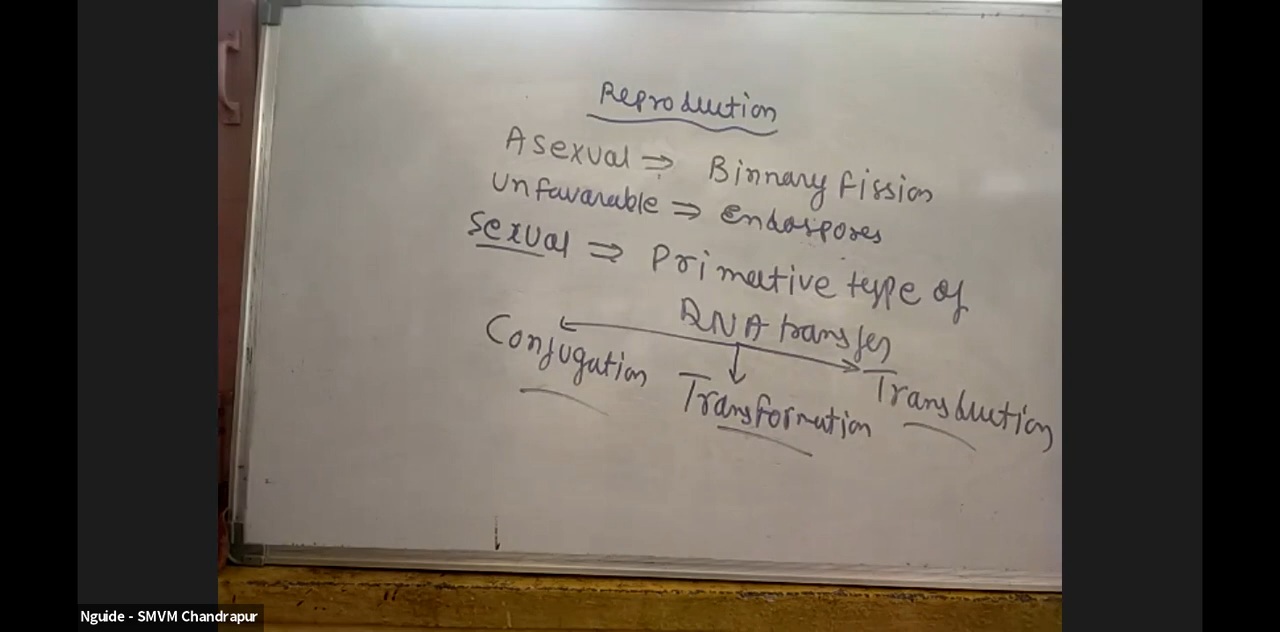 Reproduction
Asexual ⇒ Binnary fission
Unfavarable ⇒ Endospores
Sexual ⇒ Primative type of
DNA transfer
Conjugation Transformation Transduction
Nguide - SMVM Chandrapur